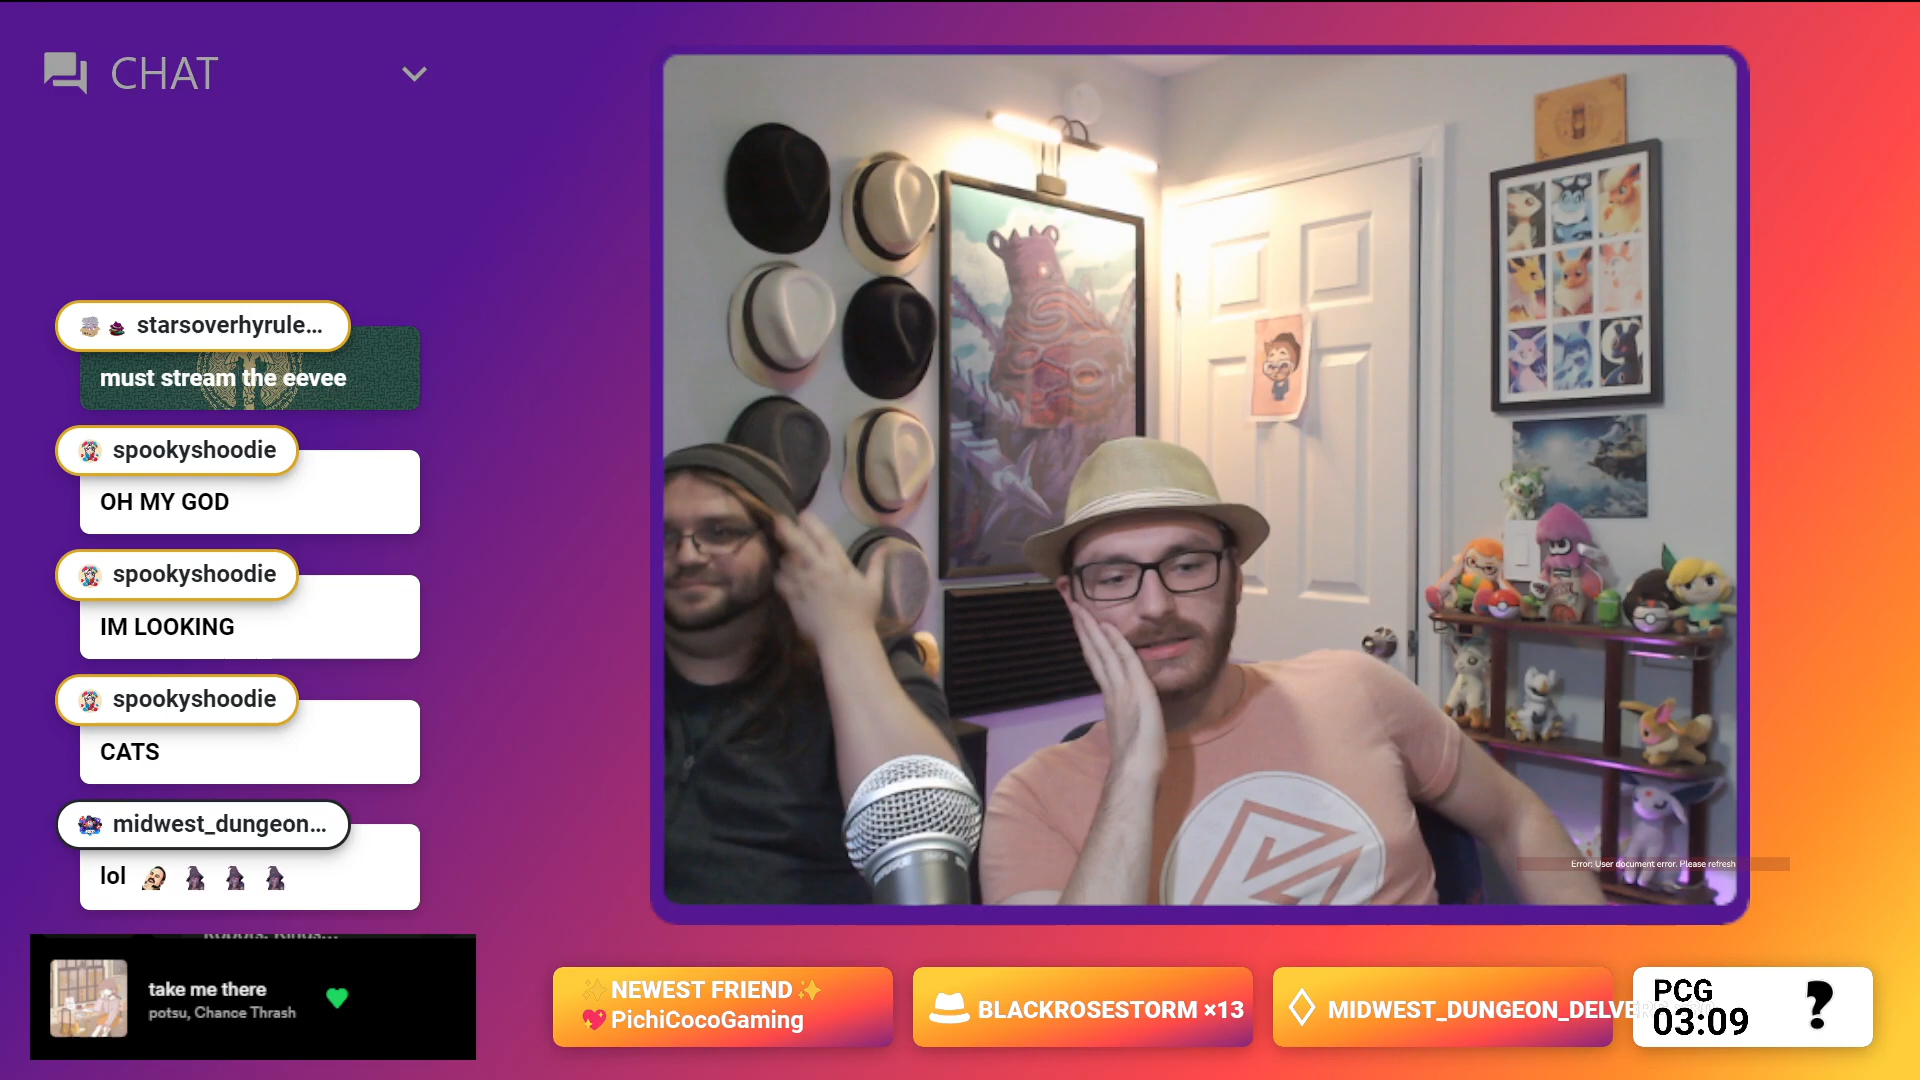 CHAT
starsoverhyrule...
must stream the eevee
spookyshoodie
OH MY GOD
spookyshoodie
IM LOOKING
spookyshoodie
CATS
midwest_dungeon...
lol
take me there
potsu, Chance Thrash
Error: User document error. Please refresh
NEWEST FRIEND
PichiCocoGaming
BLACKROSESTORM ×13
MIDWEST_DUNGEON_DELVE
PCG
03:09
?